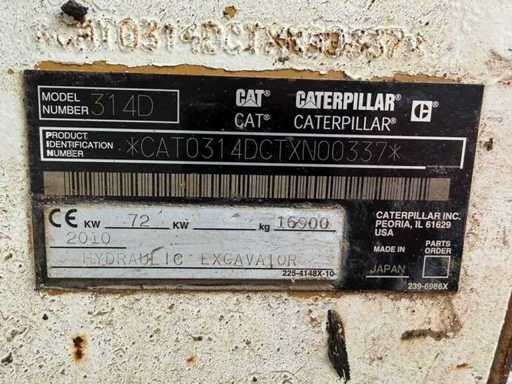 *CAT0314DCTXN00337*
MODEL NUMBER 314D
CAT® CATERPILLAR® C
CAT® CATERPILLAR®
PRODUCT IDENTIFICATION NUMBER *CAT0314DCTXN00337*
CE KW 72 KW kg 16900
2010
HYDRAULIC EXCAVATOR
225-4148X-10
CATERPILLAR INC.
PEORIA, IL 61629
USA
MADE IN JAPAN
PARTS ORDER
239-6986X